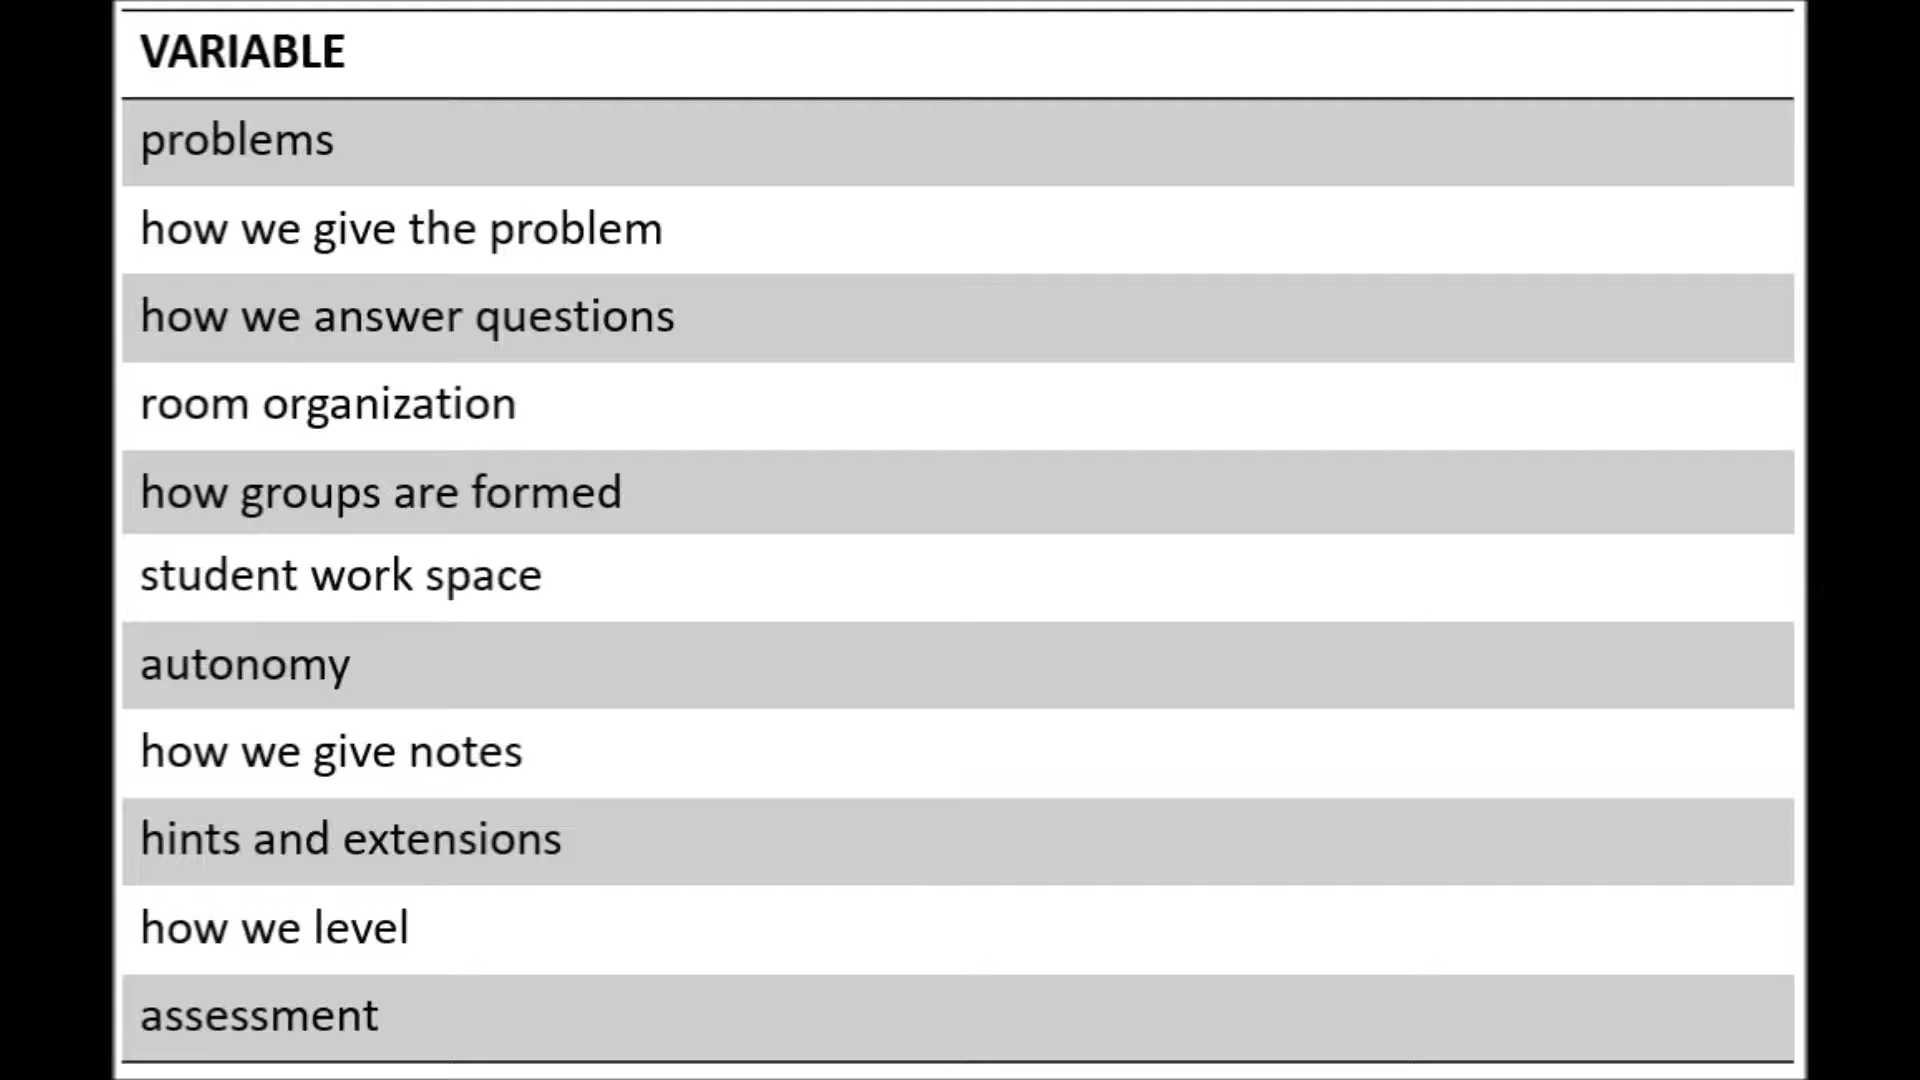 VARIABLE
problems
how we give the problem
how we answer questions
room organization
how groups are formed
student work space
autonomy
how we give notes
hints and extensions
how we level
assessment